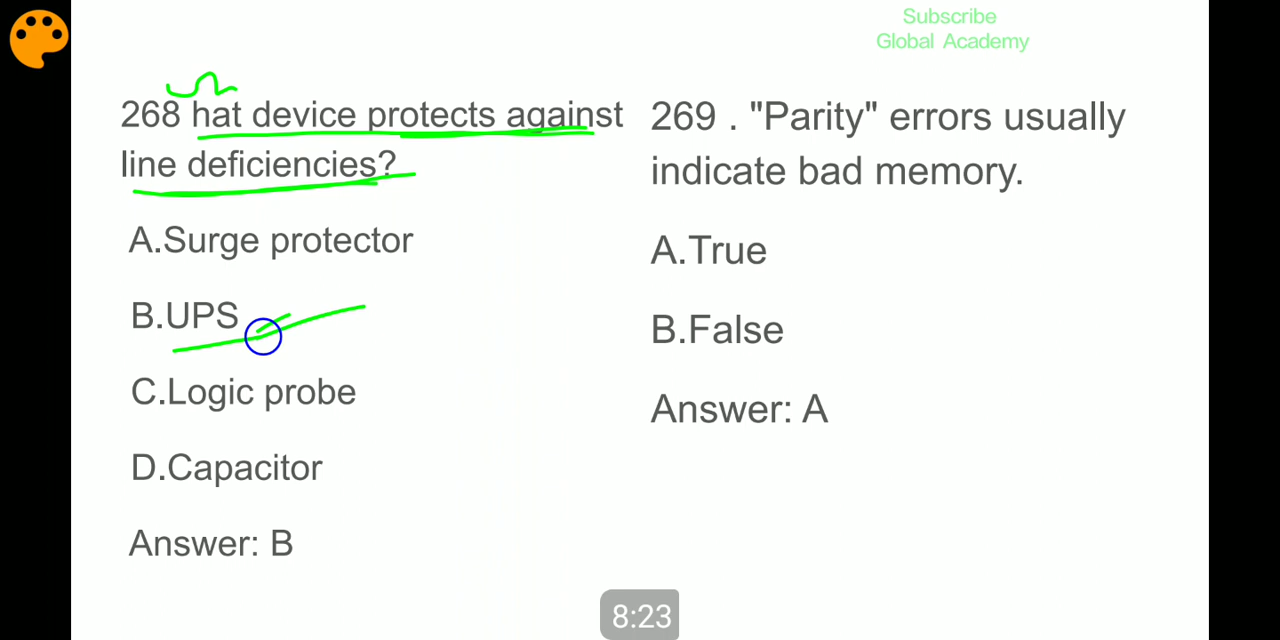 Subscribe
Global Academy
268 hat device protects against
line deficiencies?
A.Surge protector
B.UPS
C.Logic probe
D.Capacitor
Answer: B
269 . "Parity" errors usually
indicate bad memory.
A.True
B.False
Answer: A
8:23